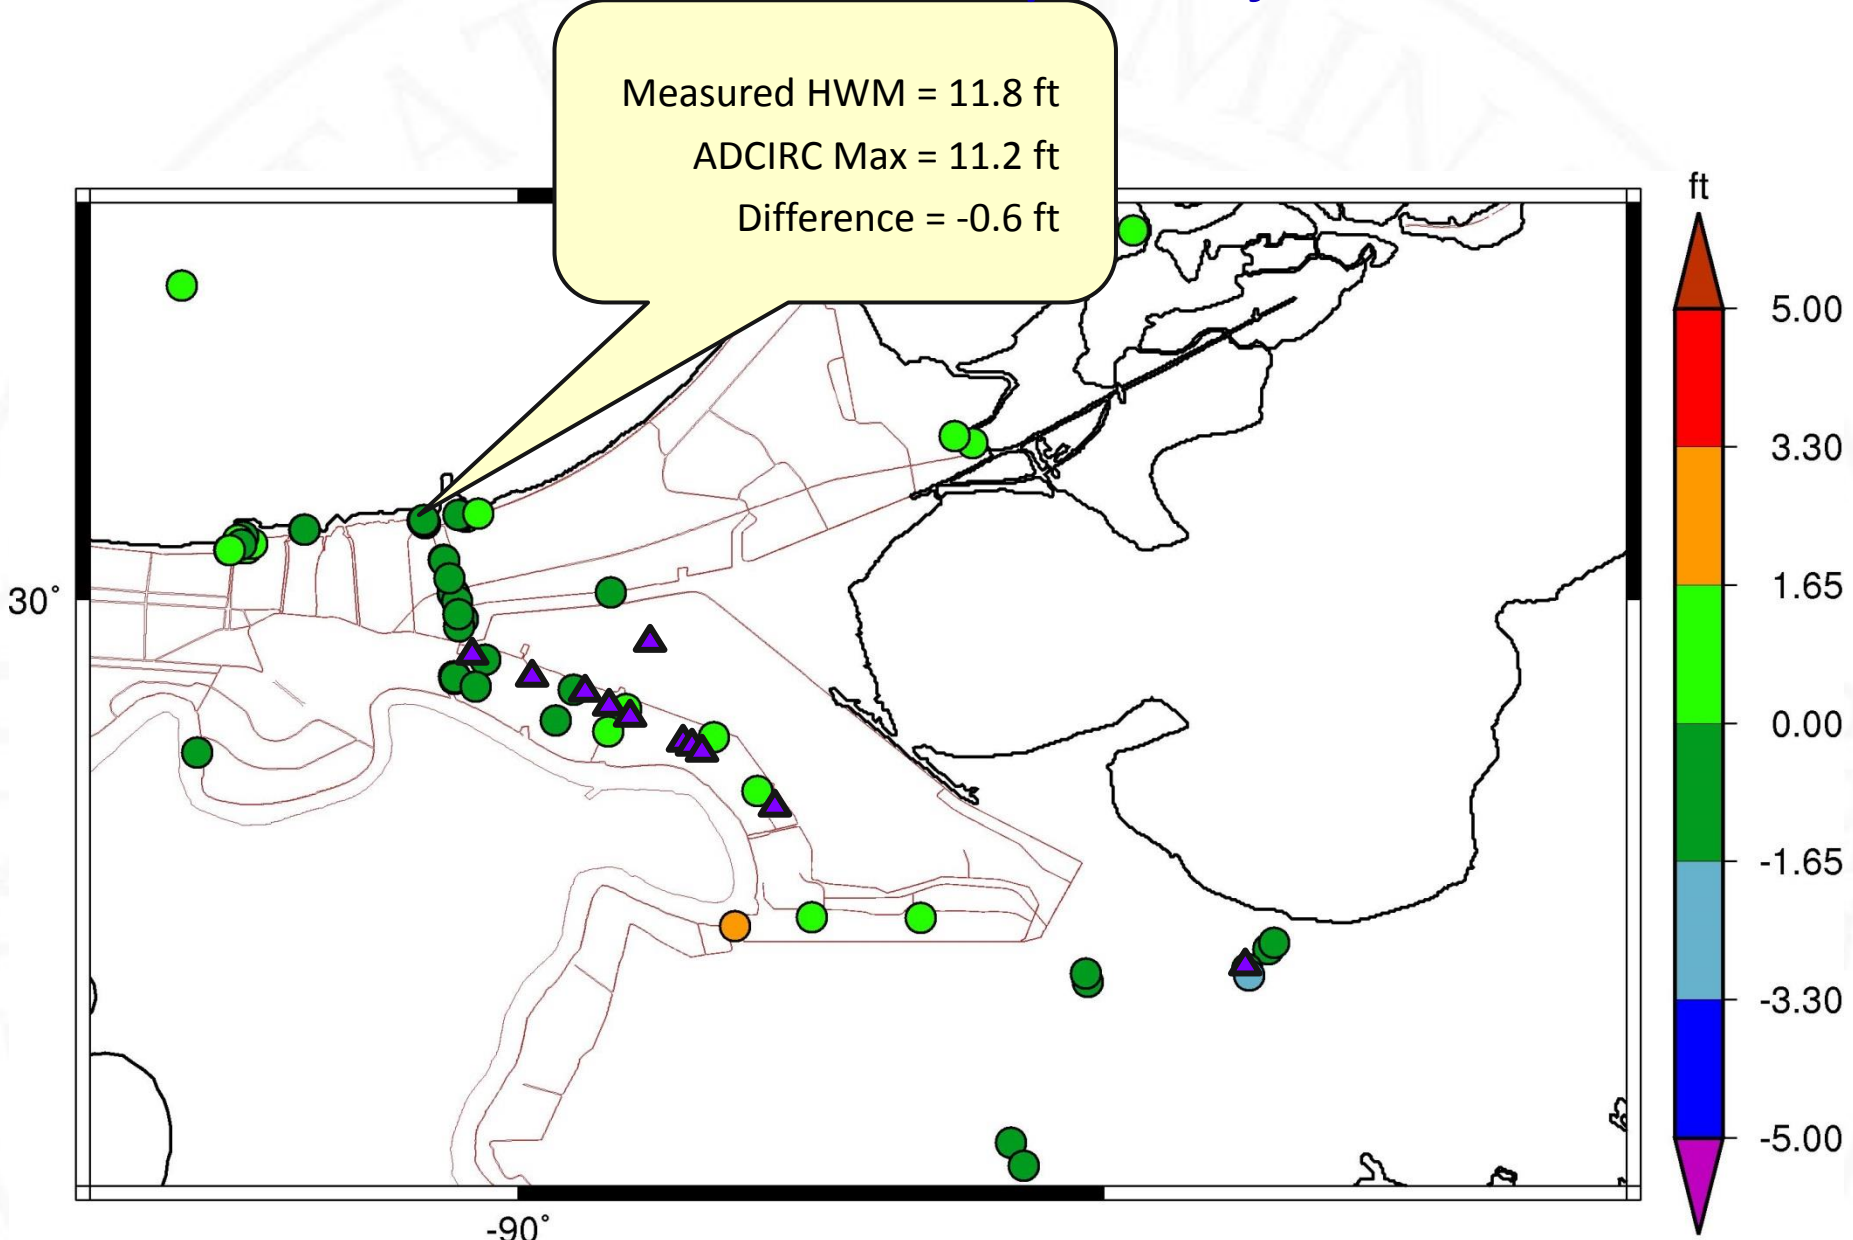 Measured HWM = 11.8 ft
ADCIRC Max = 11.2 ft
Difference = -0.6 ft
ft
5.00
3.30
1.65
0.00
-1.65
-3.30
-5.00
30°
-90°